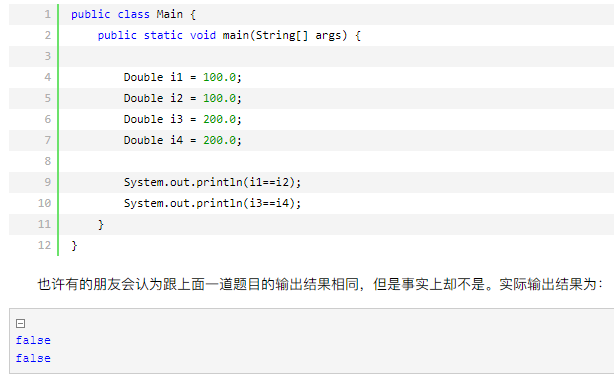 1 public class Main {
2 public static void main(String[] args) {
3
4 Double i1 = 100.0;
5 Double i2 = 100.0;
6 Double i3 = 200.0;
7 Double i4 = 200.0;
8
9 System.out.println(i1==i2);
10 System.out.println(i3==i4);
11 }
12 }
也许有的朋友会认为跟上面一道题目的输出结果相同，但是事实上却不是。实际输出结果为：
false
false